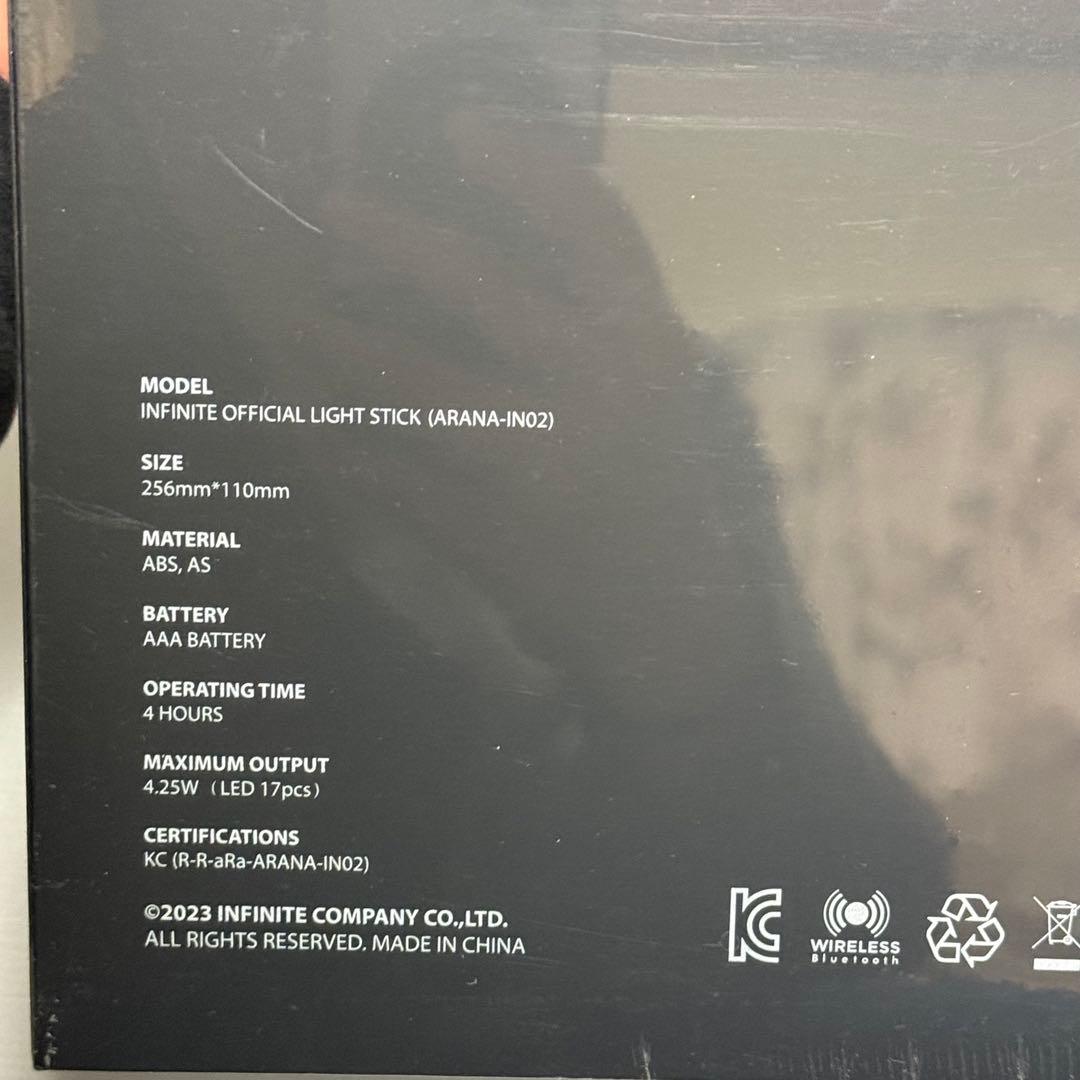 MODEL
INFINITE OFFICIAL LIGHT STICK (ARANA-IN02)
SIZE
256mm*110mm
MATERIAL
ABS, AS
BATTERY
AAA BATTERY
OPERATING TIME
4 HOURS
MAXIMUM OUTPUT
4.25W (LED 17pcs)
CERTIFICATIONS
KC (R-R-aRa-ARANA-IN02)
©2023 INFINITE COMPANY CO.,LTD.
ALL RIGHTS RESERVED. MADE IN CHINA
KC
WIRELESS
Bluetooth